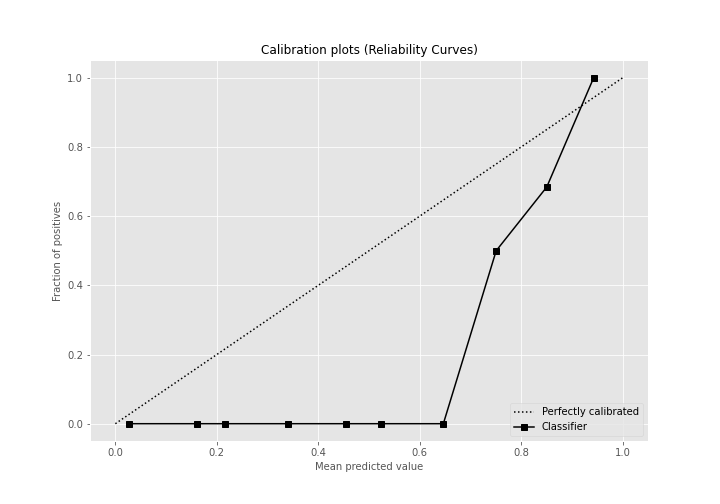 Calibration plots (Reliability Curves)
1.0
0.8
0.6
0.4
0.2
0.0
Fraction of positives
0.0 0.2 0.4 0.6 0.8 1.0
Mean predicted value
Perfectly calibrated
Classifier